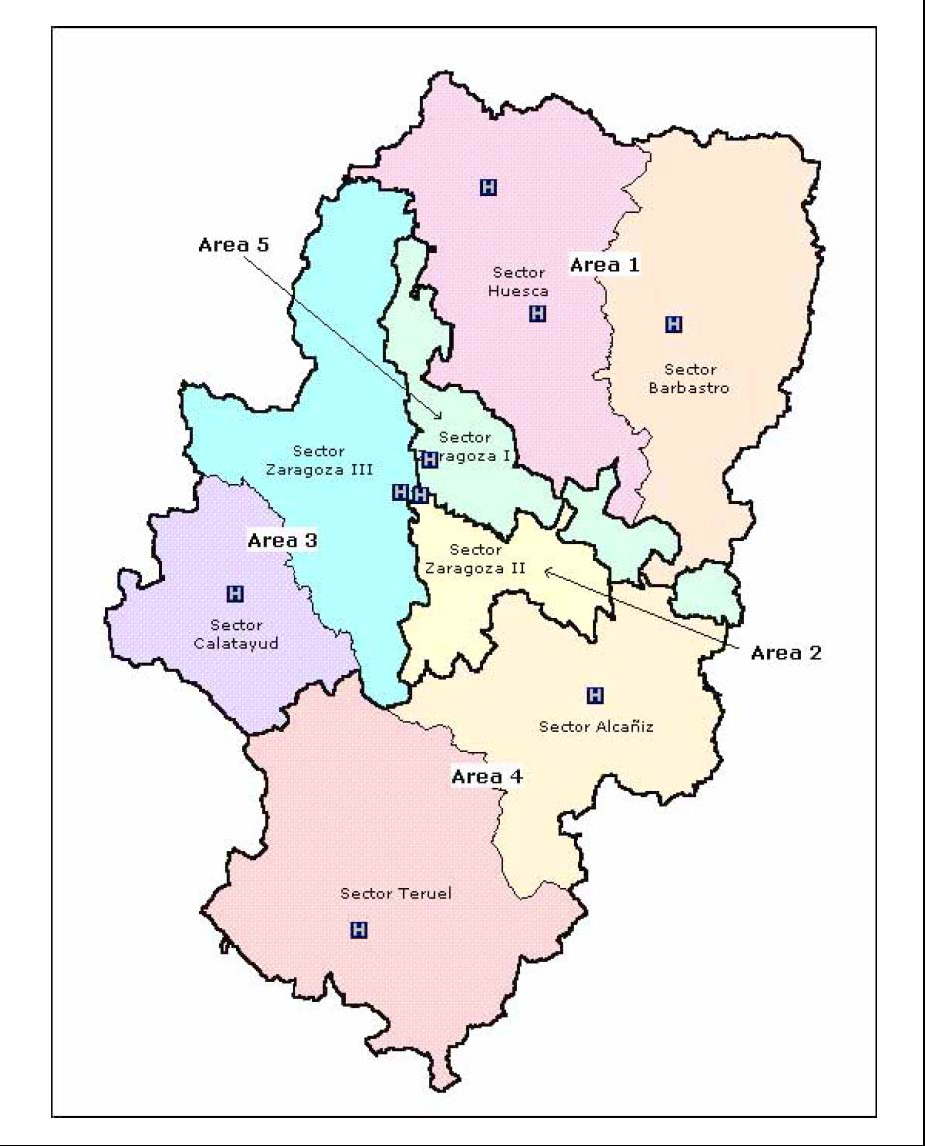 H
Area 5
Area 1
Sector
Huesca
H
H
Sector
Barbastro
Sector
Zaragoza I
H
Sector
Zaragoza III
H H
Area 3
Sector
Zaragoza II
H
Sector
Calatayud
Area 2
H
Sector Alcañiz
Area 4
Sector Teruel
H